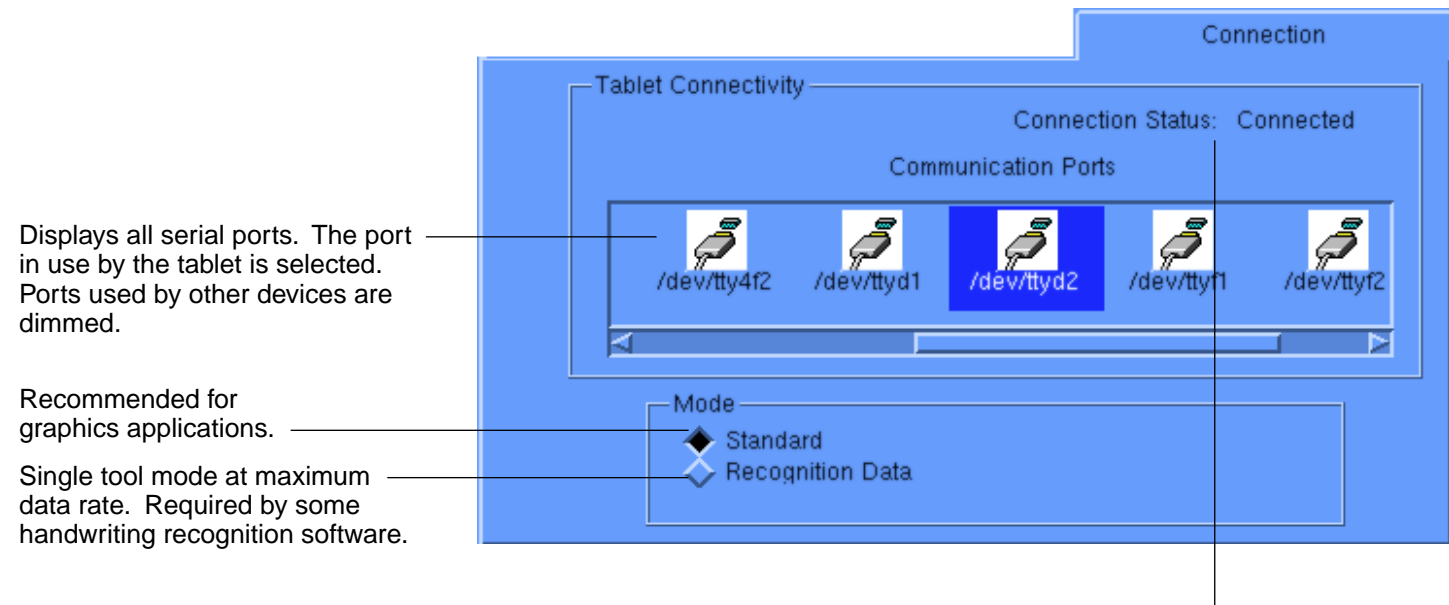 Connection
Tablet Connectivity
Connection Status: Connected
Communication Ports
/dev/tty4f2 /dev/ttyd1 /dev/ttyd2 /dev/ttyf1 /dev/ttyf2
Displays all serial ports. The port
in use by the tablet is selected.
Ports used by other devices are
dimmed.
Recommended for
graphics applications.
Mode
Standard
Recognition Data
Single tool mode at maximum
data rate. Required by some
handwriting recognition software.